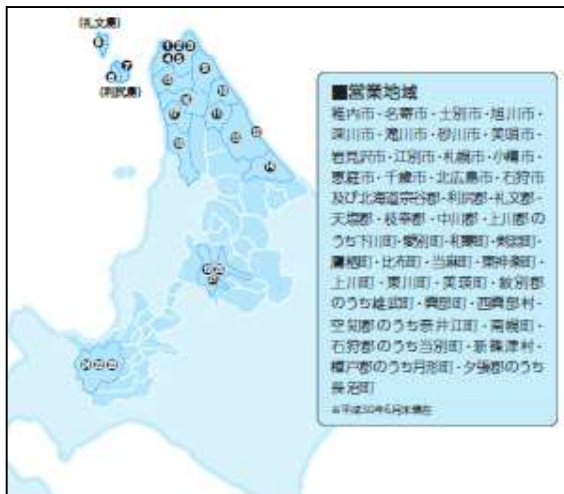 (礼文島)
(利尻島)
■営業地域
稚内市・名寄市・士別市・旭川市・
深川市・滝川市・砂川市・美唄市・
岩見沢市・江別市・札幌市・小樽市・
恵庭市・千歳市・北広島市・石狩市
及び北海道宗谷郡・利尻郡・礼文郡・
天塩郡・枝幸郡・中川郡・上川郡の
うち下川町・愛別町・和寒町・剣淵町・
鷹栖町・比布町・当麻町・東神楽町・
上川町・東川町・美瑛町・紋別郡
のうち雄武町・興部町・西興部村・
空知郡のうち奈井江町・南幌町・
石狩郡のうち当別町・新篠津村・
樺戸郡のうち月形町・夕張郡のうち
長沼町
※平成30年6月末現在